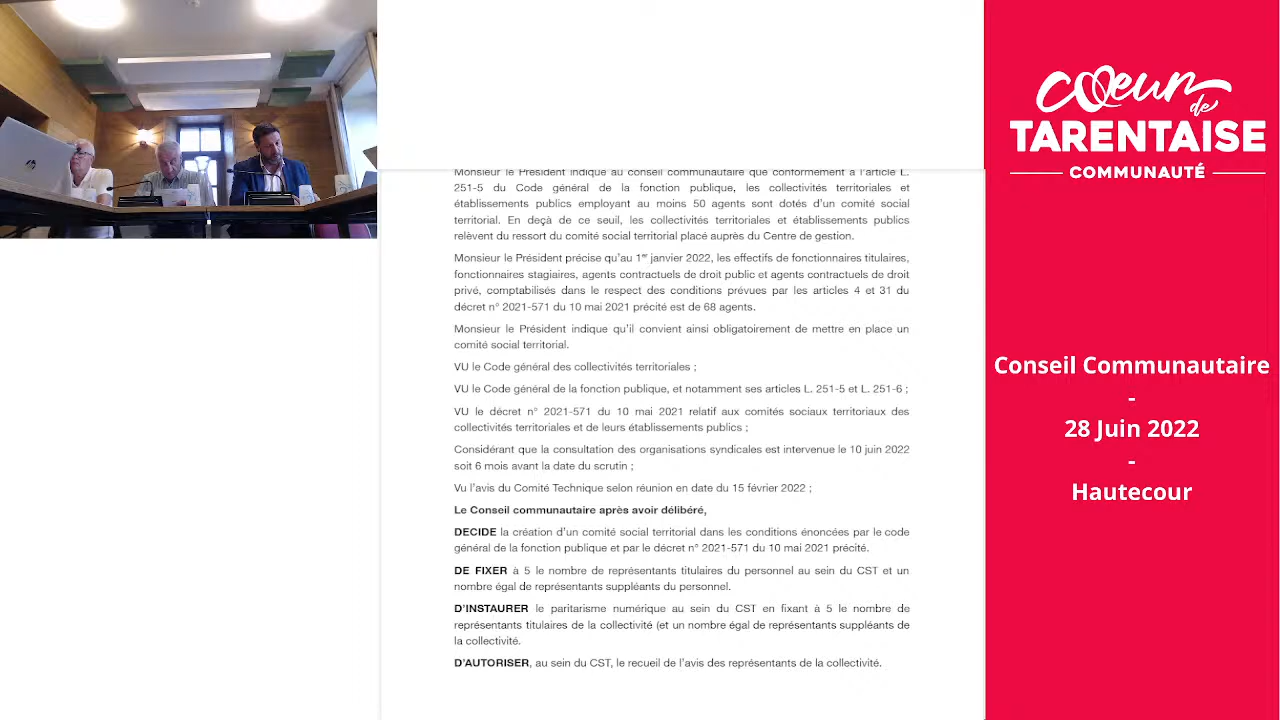 Monsieur le Président indique au conseil communautaire que conformément à l'article L.
251-5 du Code général de la fonction publique, les collectivités territoriales et
établissements publics employant au moins 50 agents sont dotés d'un comité social
territorial. En deçà de ce seuil, les collectivités territoriales et établissements publics
relèvent du ressort du comité social territorial placé auprès du Centre de gestion.
Monsieur le Président précise qu'au 1er janvier 2022, les effectifs de fonctionnaires titulaires,
fonctionnaires stagiaires, agents contractuels de droit public et agents contractuels de droit
privé, comptabilisés dans le respect des conditions prévues par les articles 4 et 31 du
décret n° 2021-571 du 10 mai 2021 précité est de 68 agents.
Monsieur le Président indique qu'il convient ainsi obligatoirement de mettre en place un
comité social territorial.
VU le Code général des collectivités territoriales ;
VU le Code général de la fonction publique, et notamment ses articles L. 251-5 et L. 251-6 ;
VU le décret n° 2021-571 du 10 mai 2021 relatif aux comités sociaux territoriaux des
collectivités territoriales et de leurs établissements publics ;
Considérant que la consultation des organisations syndicales est intervenue le 10 juin 2022
soit 6 mois avant la date du scrutin ;
Vu l'avis du Comité Technique selon réunion en date du 15 février 2022 ;
Le Conseil communautaire après avoir délibéré,
DECIDE la création d'un comité social territorial dans les conditions énoncées par le code
général de la fonction publique et par le décret n° 2021-571 du 10 mai 2021 précité.
DE FIXER à 5 le nombre de représentants titulaires du personnel au sein du CST et un
nombre égal de représentants suppléants du personnel.
D'INSTAURER le paritarisme numérique au sein du CST en fixant à 5 le nombre de
représentants titulaires de la collectivité (et un nombre égal de représentants suppléants de
la collectivité.
D'AUTORISER, au sein du CST, le recueil de l'avis des représentants de la collectivité.
cœur
de
TARENTAISE
COMMUNAUTÉ
Conseil Communautaire
-
28 Juin 2022
-
Hautecour